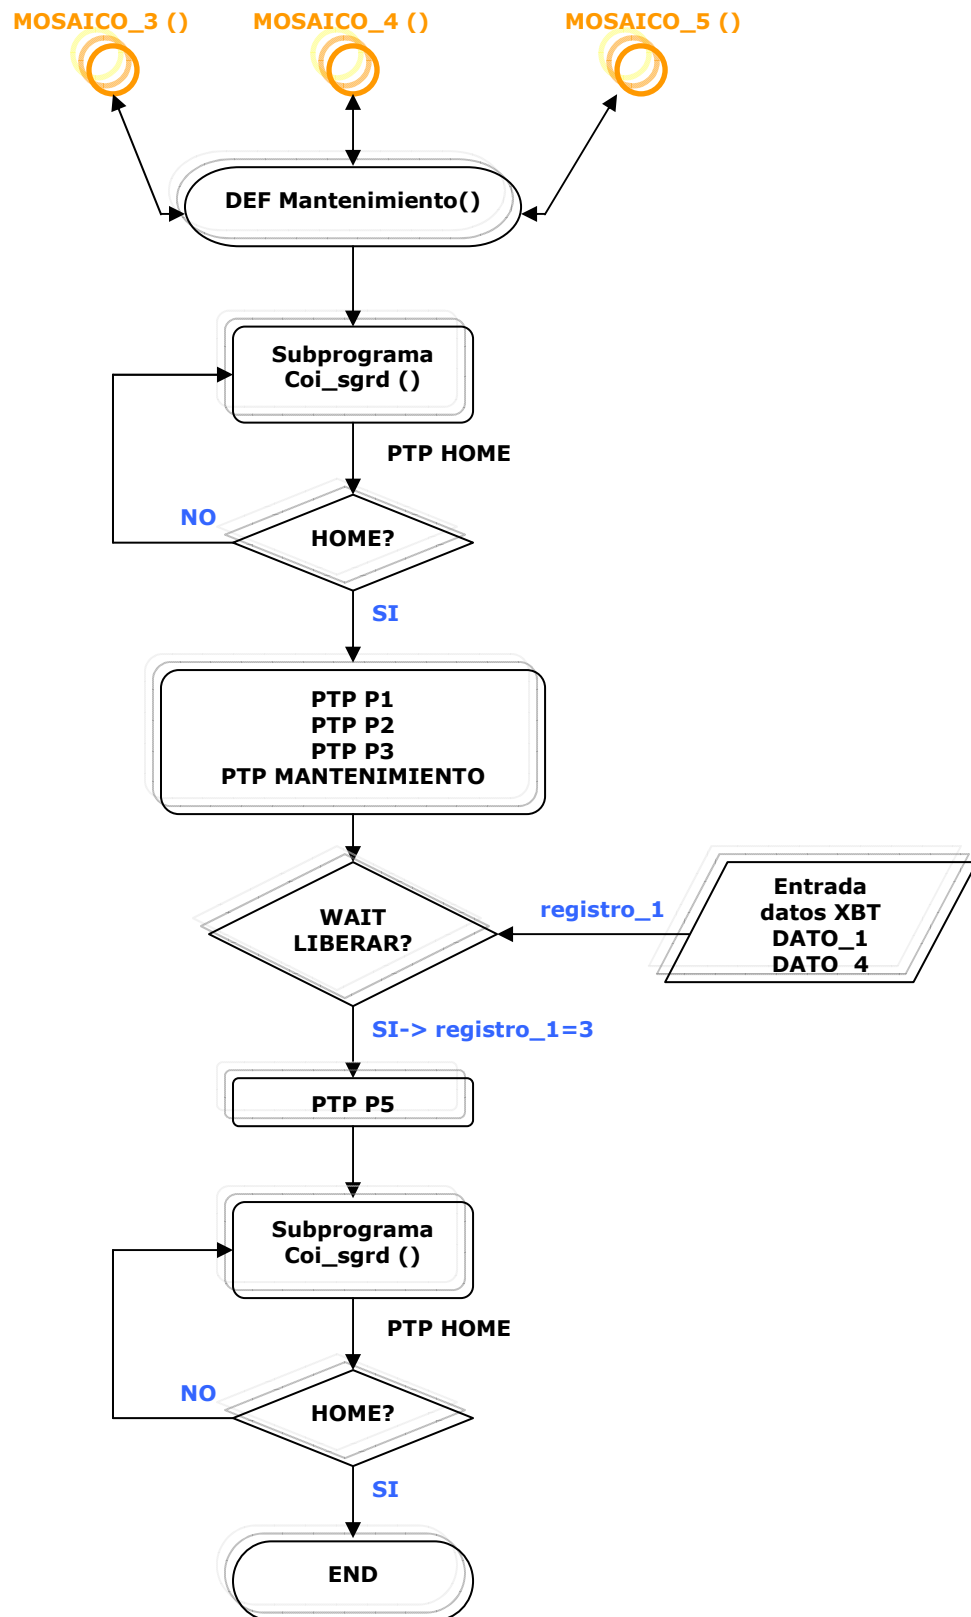 MOSAICO_3 ()
MOSAICO_4 ()
MOSAICO_5 ()
DEF Mantenimiento()
Subprograma
Coi_sgrd ()
PTP HOME
NO
HOME?
SI
PTP P1
PTP P2
PTP P3
PTP MANTENIMIENTO
WAIT
LIBERAR?
registro_1
Entrada
datos XBT
DATO_1
DATO_4
SI-> registro_1=3
PTP P5
Subprograma
Coi_sgrd ()
PTP HOME
NO
HOME?
SI
END